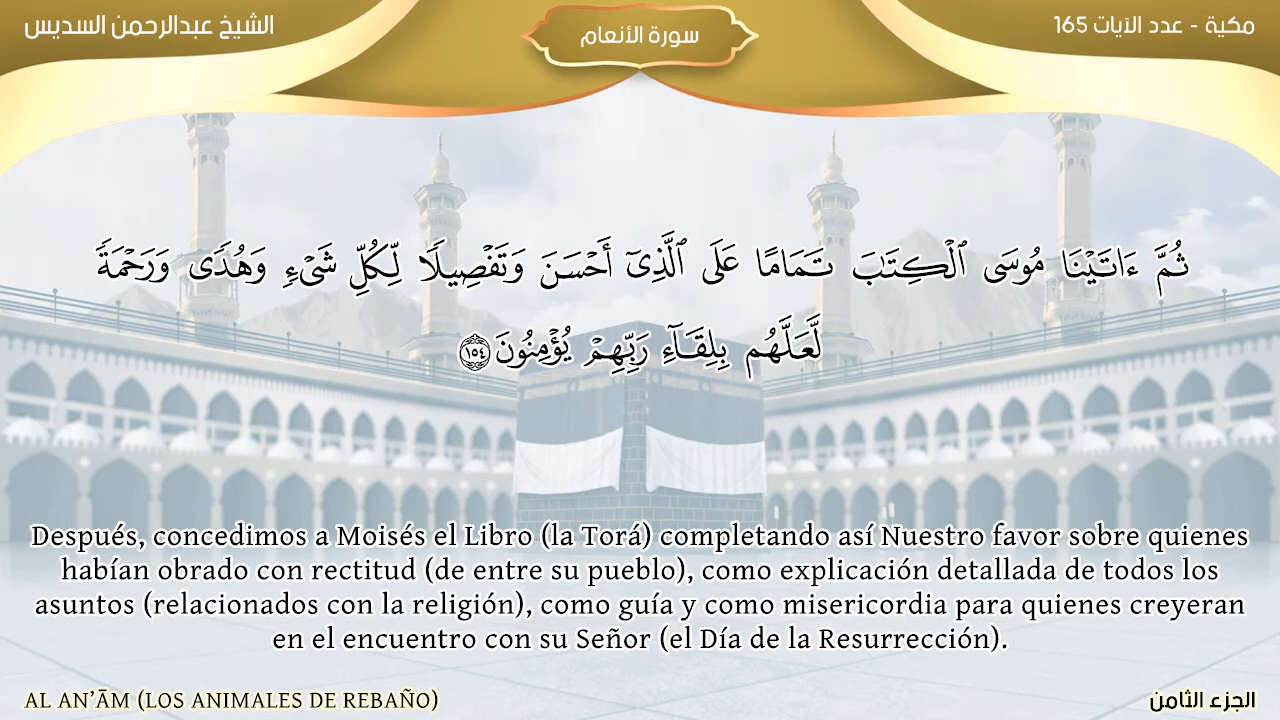 مكية - عدد الآيات 165
سورة الأنعام
الشيخ عبدالرحمن السديس
ثُمَّ ءَاتَيْنَا مُوسَى ٱلْكِتَٰبَ تَمَامًا عَلَى ٱلَّذِىٓ أَحْسَنَ وَتَفْصِيلًا لِّكُلِّ شَىْءٍ وَهُدًى وَرَحْمَةً
لَّعَلَّهُم بِلِقَآءِ رَبِّهِمْ يُؤْمِنُونَ ١٥٤
Después, concedimos a Moisés el Libro (la Torá) completando así Nuestro favor sobre quienes
habían obrado con rectitud (de entre su pueblo), como explicación detallada de todos los
asuntos (relacionados con la religión), como guía y como misericordia para quienes creyeran
en el encuentro con su Señor (el Día de la Resurrección).
AL AN’ĀM (LOS ANIMALES DE REBAÑO)
الجزء الثامن